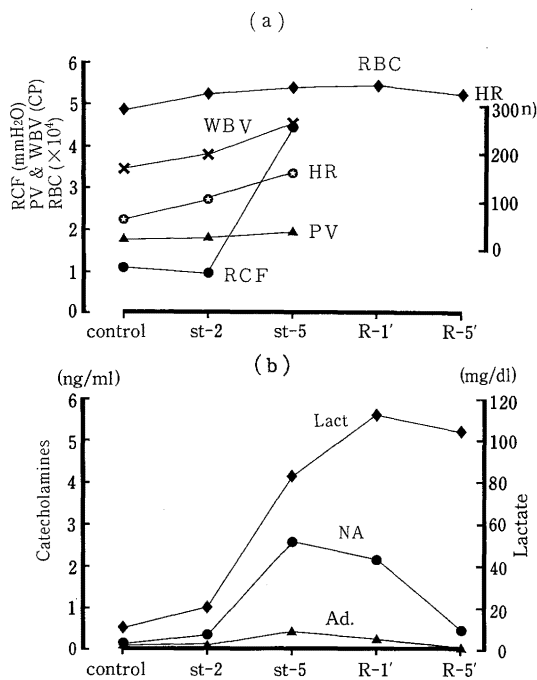 (a)
RBC
HR
300n)
200
100
0
6
5
4
3
2
1
0
RCF (mmH2O)
PV & WBV (CP)
RBC (×10⁴)
WBV
HR
PV
RCF
control st-2 st-5 R-1' R-5'
(b)
(ng/ml)
(mg/dl)
6
5
4
3
2
1
0
Catecholamines
Lact
NA
Ad.
120
100
80
60
40
20
0
Lactate
control st-2 st-5 R-1' R-5'